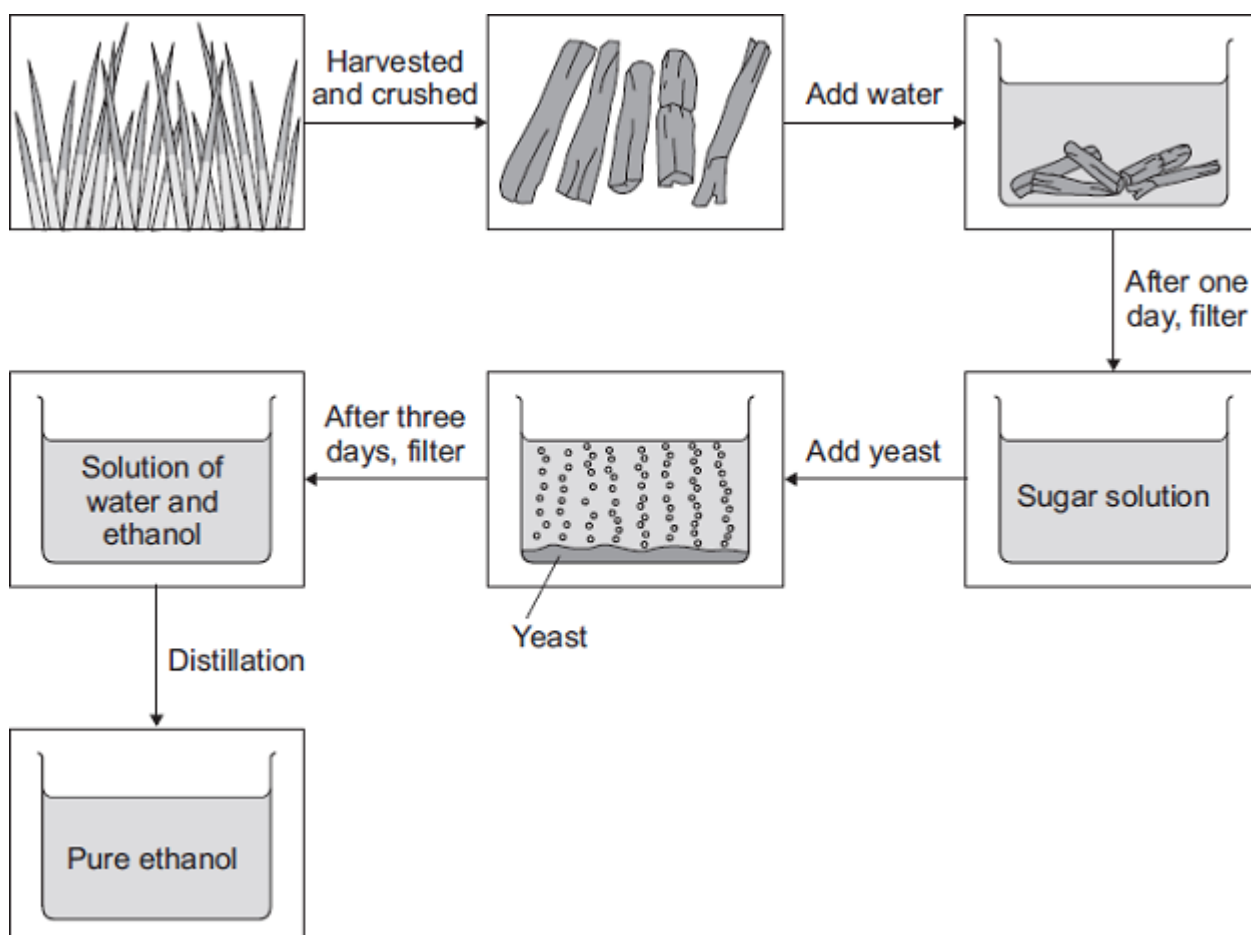 Harvested
and crushed
Add water
After one
day, filter
Sugar solution
Add yeast
Yeast
After three
days, filter
Solution of
water and
ethanol
Distillation
Pure ethanol